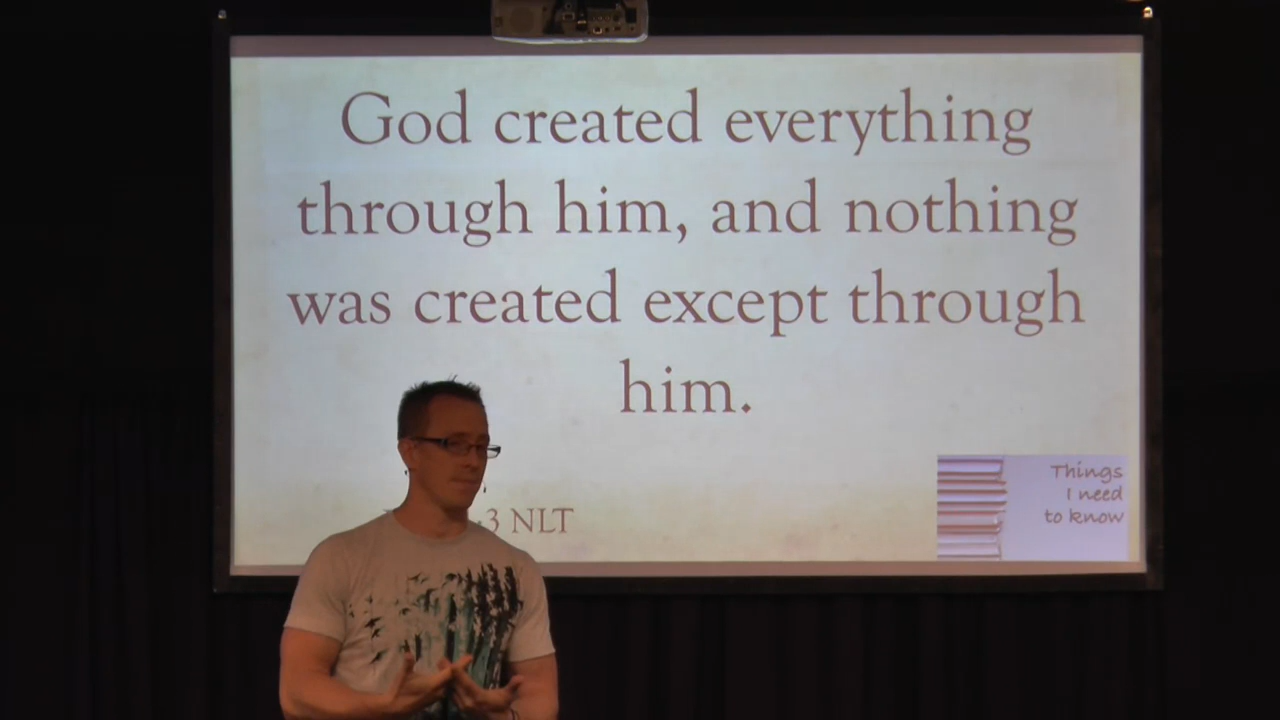 God created everything
through him, and nothing
was created except through
him.
3 NLT
Things
I need
to know